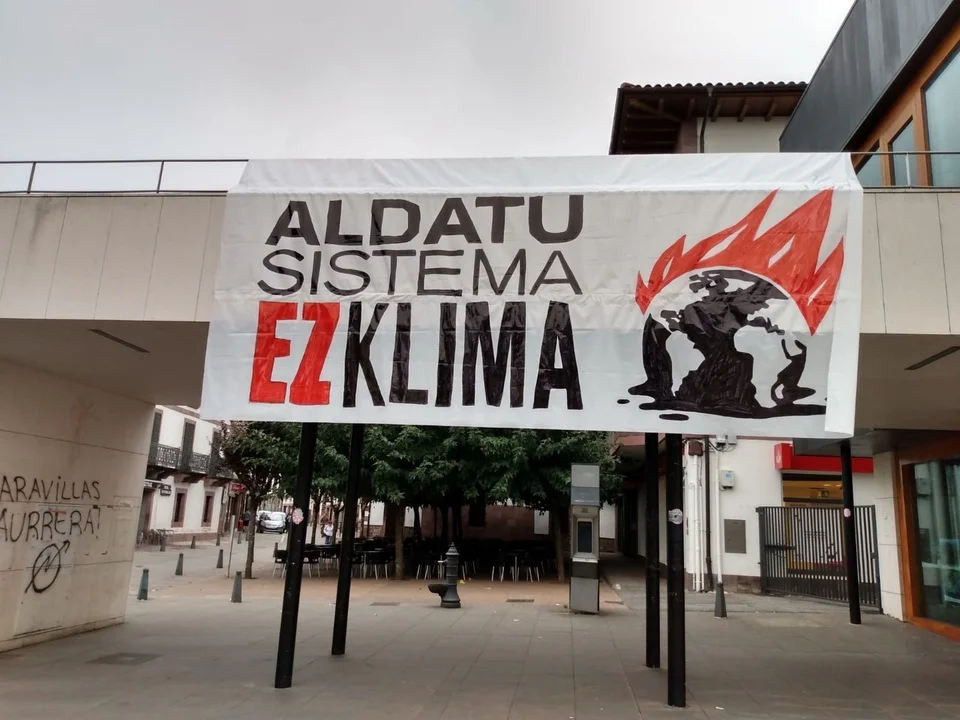 ALDATU
SISTEMA
EZ KLIMA
ARAVILLAS
AURRERA!